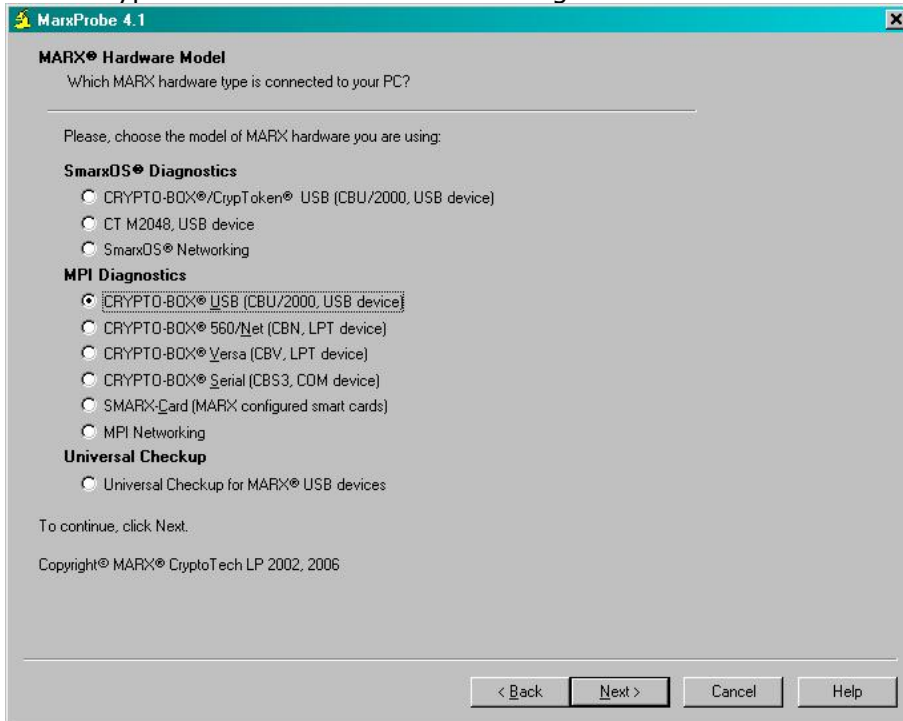 MarxProbe 4.1
MARX® Hardware Model
Which MARX hardware type is connected to your PC?
Please, choose the model of MARX hardware you are using:
SmarxOS® Diagnostics
CRYPTO-BOX®/CrypToken® USB (CBU/2000, USB device)
CT M2048, USB device
SmarxOS® Networking
MPI Diagnostics
CRYPTO-BOX® USB (CBU/2000, USB device)
CRYPTO-BOX® 560/Net (CBN, LPT device)
CRYPTO-BOX® Versa (CBV, LPT device)
CRYPTO-BOX® Serial (CBS3, COM device)
SMARX-Card (MARX configured smart cards)
MPI Networking
Universal Checkup
Universal Checkup for MARX® USB devices
To continue, click Next.
Copyright© MARX® CryptoTech LP 2002, 2006
< Back Next > Cancel Help